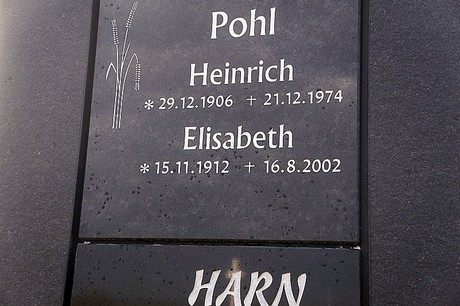 Pohl
Heinrich
* 29.12.1906 + 21.12.1974
Elisabeth
* 15.11.1912 + 16.8.2002
HARN